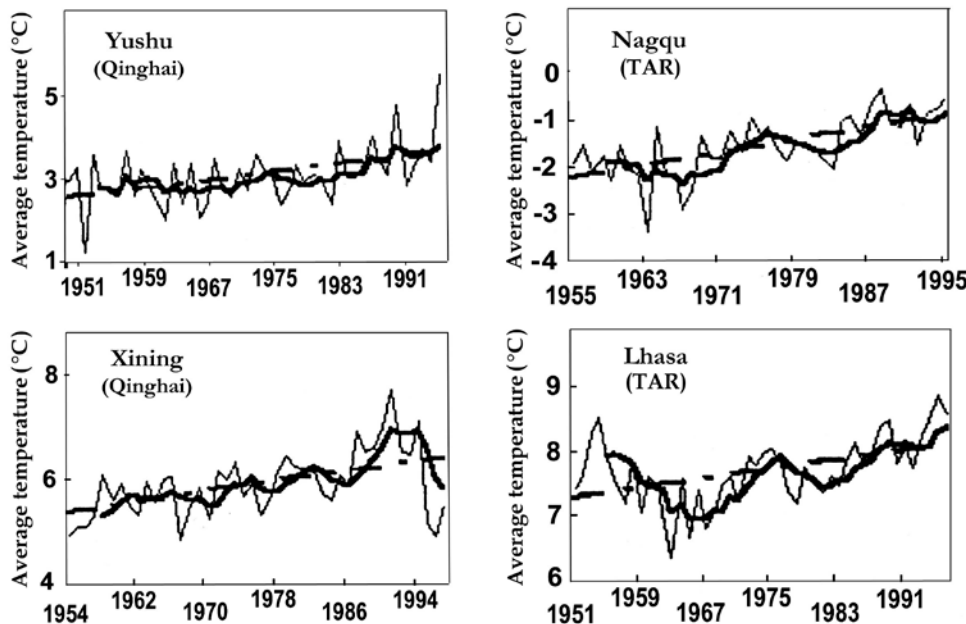 Average temperature (°C)
Yushu
(Qinghai)
5
3
1
1951 1959 1967 1975 1983 1991
Average temperature (°C)
Nagqu
(TAR)
0
-1
-2
-3
-4
1955 1963 1971 1979 1987 1995
Average temperature (°C)
Xining
(Qinghai)
8
6
4
1954 1962 1970 1978 1986 1994
Average temperature (°C)
Lhasa
(TAR)
9
8
7
6
1951 1959 1967 1975 1983 1991